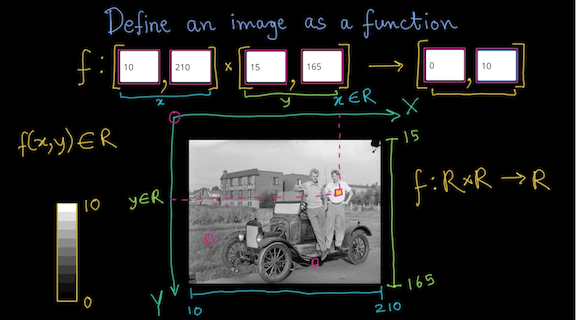 Define an image as a function
f : [10, 210] × [15, 165] → [0, 10]
x
y
x ∈ R
X
f(x,y) ∈ R
15
y∈R
f : R × R → R
10
0
165
Y
10
210